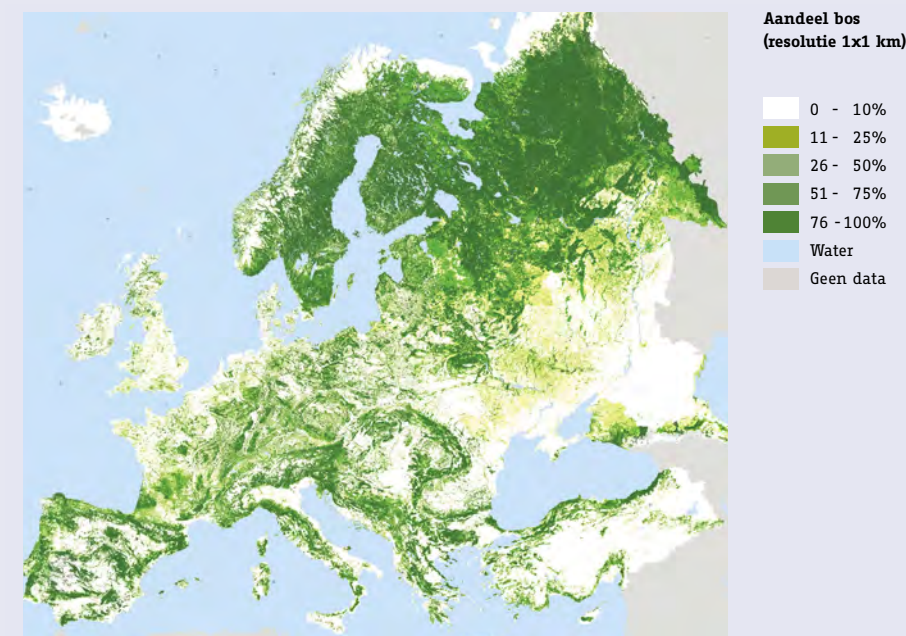 Aandeel bos
(resolutie 1x1 km)
0 - 10%
11 - 25%
26 - 50%
51 - 75%
76 -100%
Water
Geen data